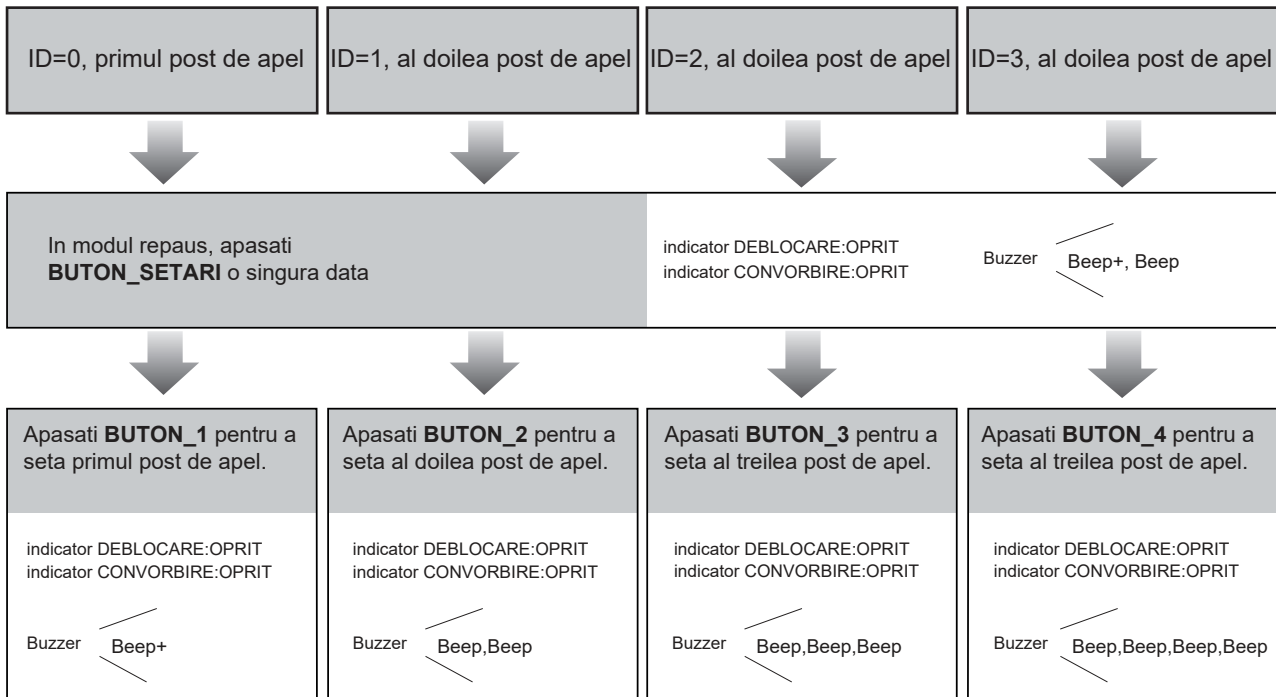 ID=0, primul post de apel
ID=1, al doilea post de apel
ID=2, al doilea post de apel
ID=3, al doilea post de apel
In modul repaus, apasati
BUTON_SETARI o singura data
indicator DEBLOCARE:OPRIT
indicator CONVORBIRE:OPRIT
Buzzer
Beep+, Beep
Apasati BUTON_1 pentru a
seta primul post de apel.
indicator DEBLOCARE:OPRIT
indicator CONVORBIRE:OPRIT
Buzzer
Beep+
Apasati BUTON_2 pentru a
seta al doilea post de apel.
indicator DEBLOCARE:OPRIT
indicator CONVORBIRE:OPRIT
Buzzer
Beep,Beep
Apasati BUTON_3 pentru a
seta al treilea post de apel.
indicator DEBLOCARE:OPRIT
indicator CONVORBIRE:OPRIT
Buzzer
Beep,Beep,Beep
Apasati BUTON_4 pentru a
seta al treilea post de apel.
indicator DEBLOCARE:OPRIT
indicator CONVORBIRE:OPRIT
Buzzer
Beep,Beep,Beep,Beep